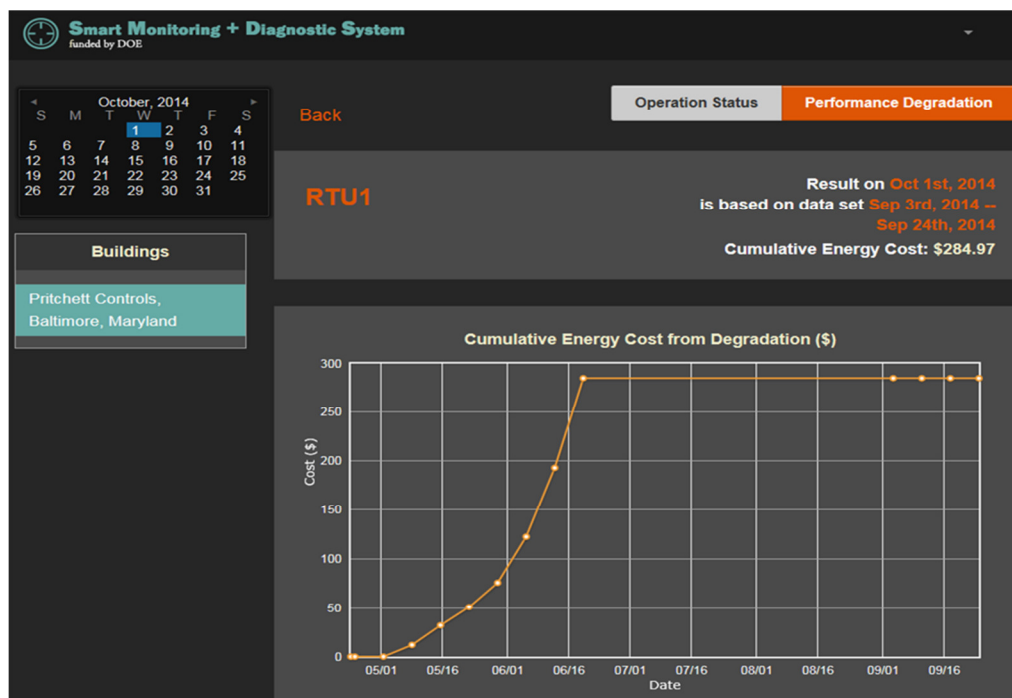 Smart Monitoring + Diagnostic System
funded by DOE
◄ October, 2014 ►
S M T W T F S
1 2 3 4
5 6 7 8 9 10 11
12 13 14 15 16 17 18
19 20 21 22 23 24 25
26 27 28 29 30 31
Buildings
Pritchett Controls,
Baltimore, Maryland
Back
Operation Status
Performance Degradation
RTU1
Result on Oct 1st, 2014
is based on data set Sep 3rd, 2014 --
Sep 24th, 2014
Cumulative Energy Cost: $284.97
Cumulative Energy Cost from Degradation ($)
Cost ($)
300
250
200
150
100
50
0
05/01 05/16 06/01 06/16 07/01 07/16 08/01 08/16 09/01 09/16
Date